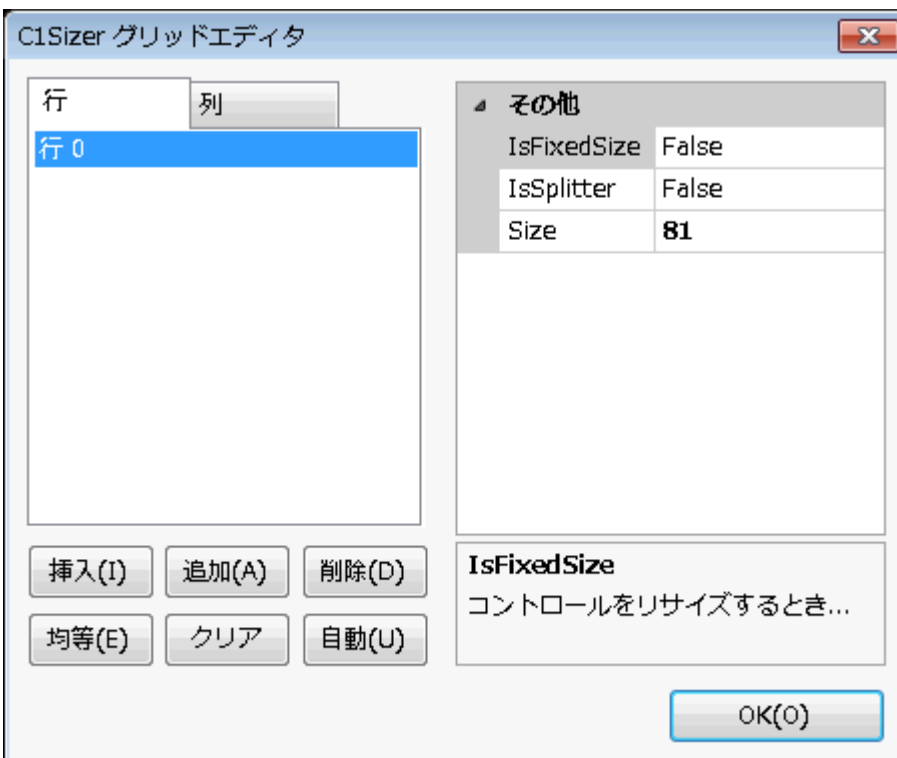 C1Sizer グリッドエディタ
行
列
行 0
その他
IsFixedSize False
IsSplitter False
Size 81
挿入(I) 追加(A) 削除(D)
均等(E) クリア 自動(U)
IsFixedSize
コントロールをリサイズするとき...
OK(O)